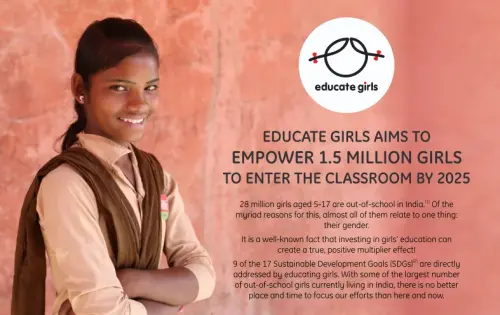 educate girls
EDUCATE GIRLS AIMS TO
EMPOWER 1.5 MILLION GIRLS
TO ENTER THE CLASSROOM BY 2025
28 million girls aged 5-17 are out-of-school in India.[1] Of the
myriad reasons for this, almost all of them relate to one thing:
their gender.
It is a well-known fact that investing in girls' education can
create a true, positive multiplier effect!
9 of the 17 Sustainable Development Goals (SDGs)[2] are directly
addressed by educating girls. With some of the largest number
of out-of-school girls currently living in India, there is no better
place and time to focus our efforts than here and now.